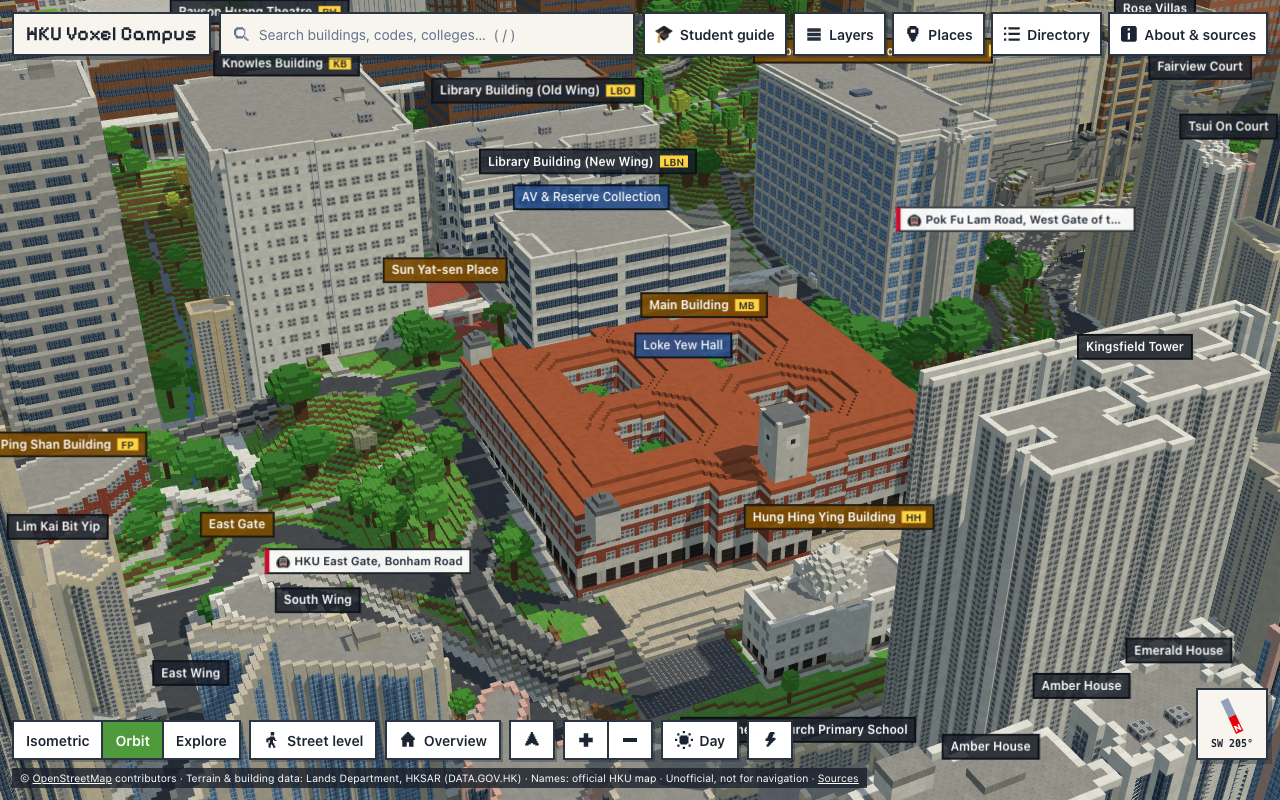 Rayson Huang Theatre RH
Rose Villas
HKU Voxel Campus
Search buildings, codes, colleges... ( / )
Student guide
Layers
Places
Directory
About & sources
Knowles Building KB
Fairview Court
Library Building (Old Wing) LBO
Tsui On Court
Library Building (New Wing) LBN
AV & Reserve Collection
Pok Fu Lam Road, West Gate of t...
Sun Yat-sen Place
Main Building MB
Loke Yew Hall
Kingsfield Tower
Ping Shan Building FP
Hung Hing Ying Building HH
Lim Kai Bit Yip
East Gate
HKU East Gate, Bonham Road
South Wing
Emerald House
East Wing
Amber House
urch Primary School
Amber House
Isometric
Orbit
Explore
Street level
Overview
Day
SW 205°
© OpenStreetMap contributors · Terrain & building data: Lands Department, HKSAR (DATA.GOV.HK) · Names: official HKU map · Unofficial, not for navigation · Sources